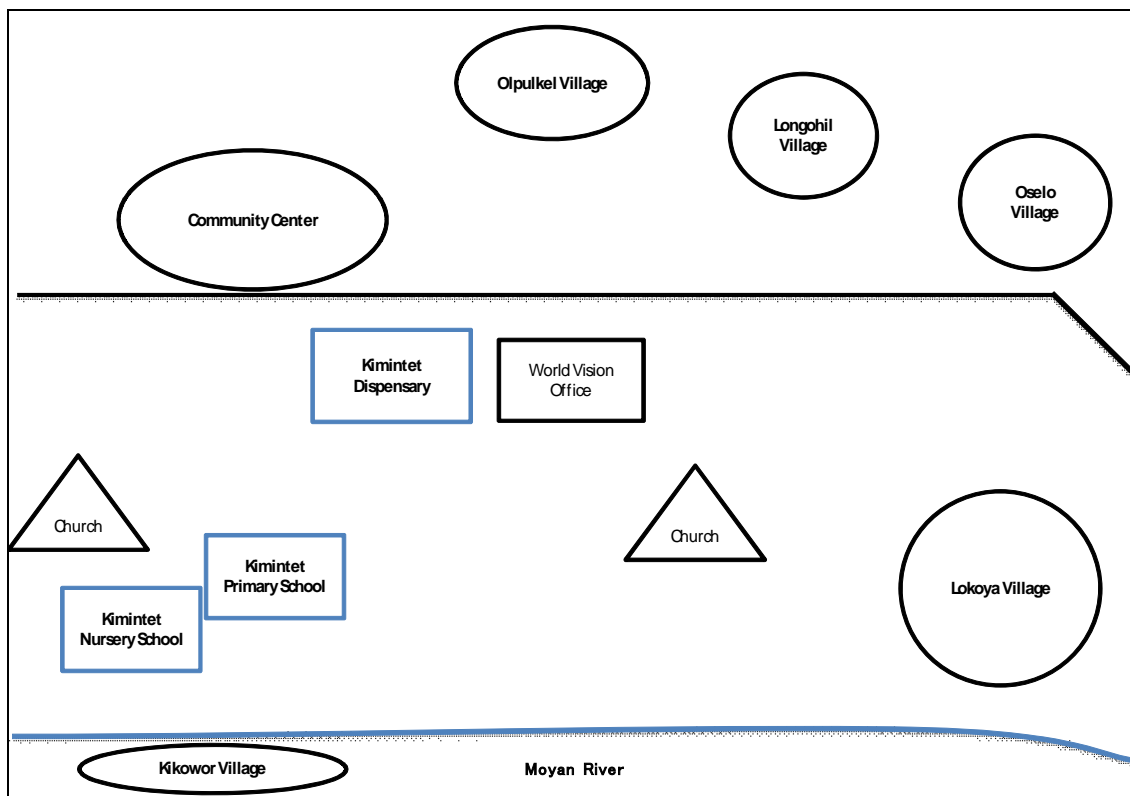 Olpulkel Village
Longohil
Village
Oselo
Village
Community Center
Kimintet
Dispensary
World Vision
Office
Church
Church
Kimintet
Primary School
Kimintet
Nursery School
Lokoya Village
Kikowor Village
Moyan River